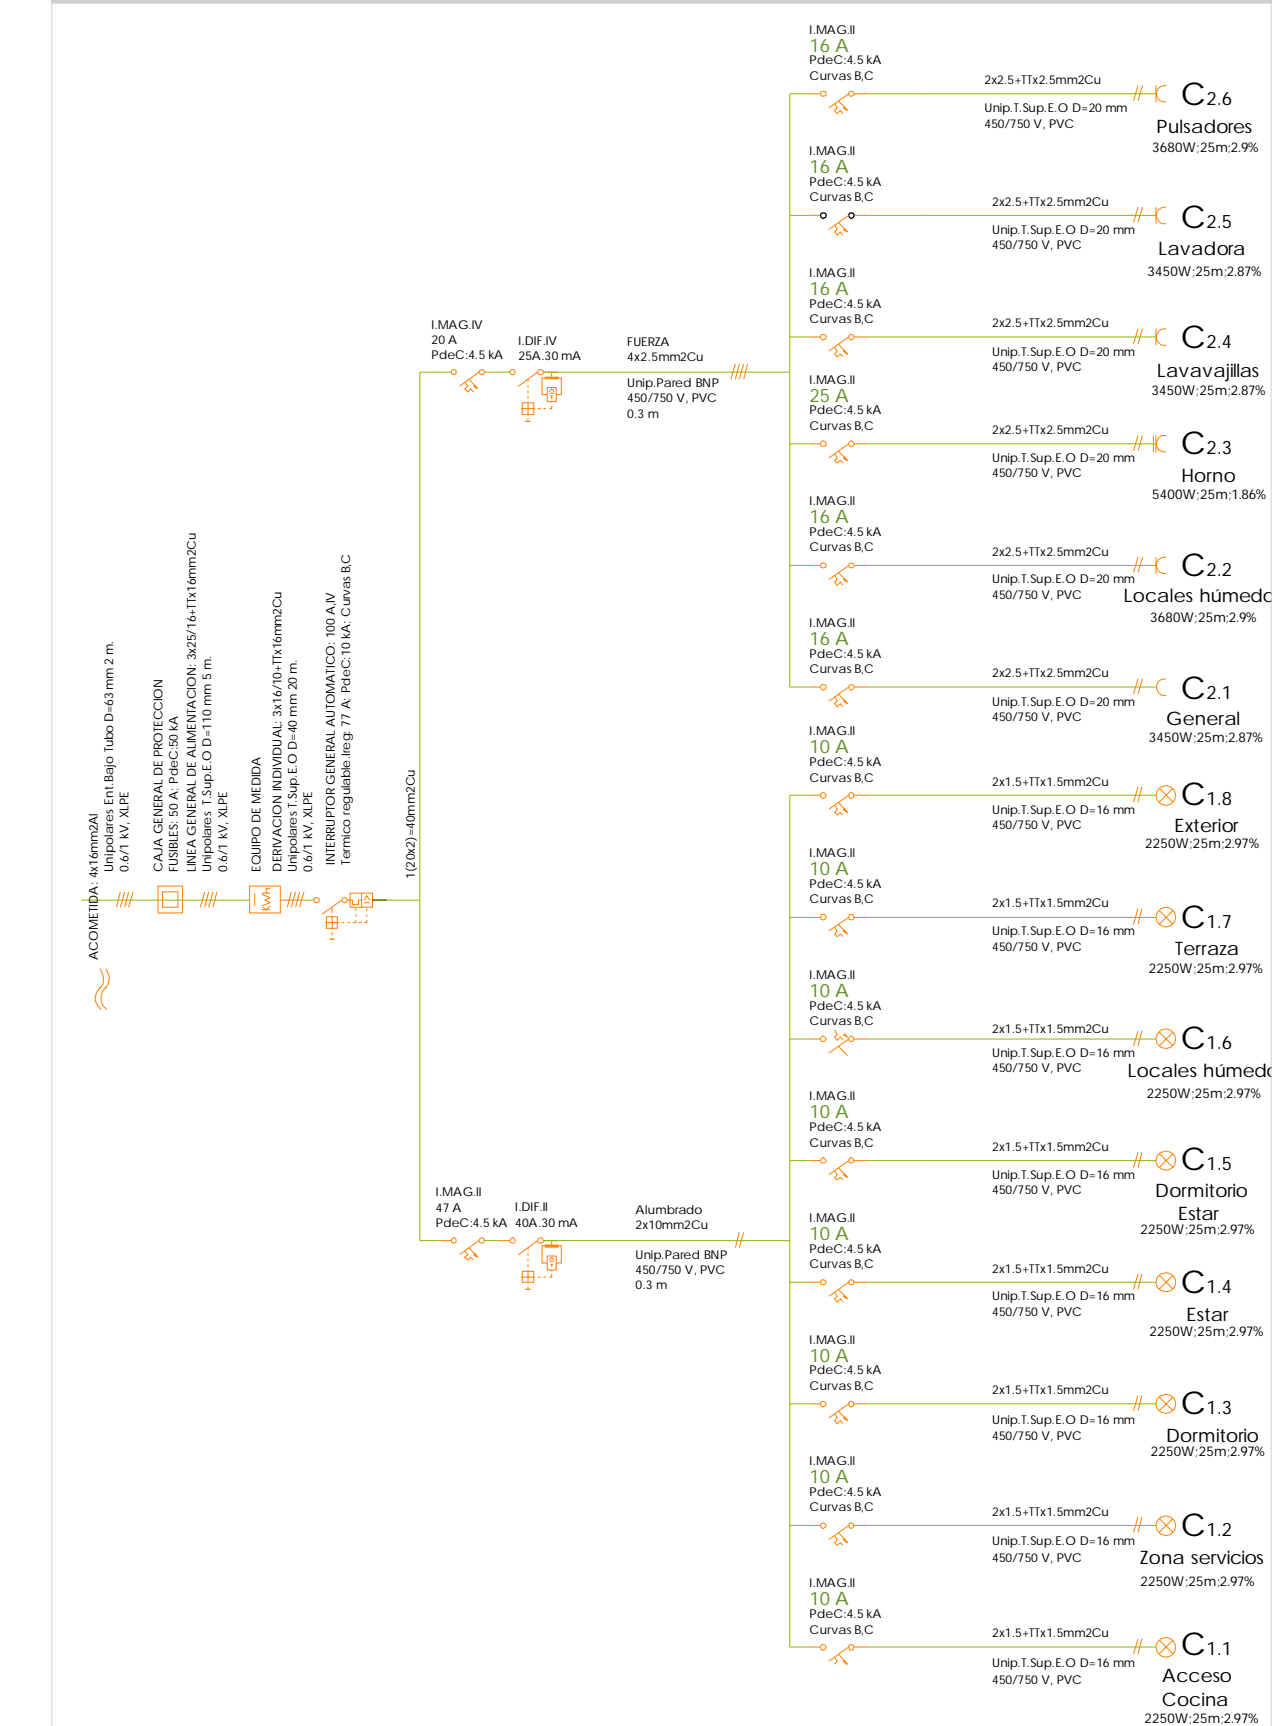 ACOMETIDA: 4x16mm2Al
Unipolares Ent.Bajo Tubo D=63 mm 2 m.
0.6/1 kV, XLPE
CAJA GENERAL DE PROTECCION
FUSIBLES: 50 A; PdeC:50 kA
LINEA GENERAL DE ALIMENTACION: 3x25/16+TTx16mm2Cu
Unipolares T.Sup.E.O D=110 mm 5 m.
0.6/1 kV, XLPE
EQUIPO DE MEDIDA
kWh
DERIVACION INDIVIDUAL: 3x16/10+TTx16mm2Cu
Unipolares T.Sup.E.O D=40 mm 20 m.
0.6/1 kV, XLPE
INTERRUPTOR GENERAL AUTOMATICO: 100 A,IV
Termico regulable.Ireg: 77 A; PdeC:10 kA; Curvas B,C
1(20x2)=40mm2Cu
I.MAG.IV
20 A
PdeC:4.5 kA
I.DIF.IV
25A.30 mA
FUERZA
4x2.5mm2Cu
Unip.Pared BNP
450/750 V, PVC
0.3 m
I.MAG.II
47 A
PdeC:4.5 kA
I.DIF.II
40A.30 mA
Alumbrado
2x10mm2Cu
Unip.Pared BNP
450/750 V, PVC
0.3 m
I.MAG.II
16 A
PdeC:4.5 kA
Curvas B,C
2x2.5+TTx2.5mm2Cu
Unip.T.Sup.E.O D=20 mm
450/750 V, PVC
C2.6
Pulsadores
3680W;25m;2.9%
I.MAG.II
16 A
PdeC:4.5 kA
Curvas B,C
2x2.5+TTx2.5mm2Cu
Unip.T.Sup.E.O D=20 mm
450/750 V, PVC
C2.5
Lavadora
3450W;25m;2.87%
I.MAG.II
16 A
PdeC:4.5 kA
Curvas B,C
2x2.5+TTx2.5mm2Cu
Unip.T.Sup.E.O D=20 mm
450/750 V, PVC
C2.4
Lavavajillas
3450W;25m;2.87%
I.MAG.II
25 A
PdeC:4.5 kA
Curvas B,C
2x2.5+TTx2.5mm2Cu
Unip.T.Sup.E.O D=20 mm
450/750 V, PVC
C2.3
Horno
5400W;25m;1.86%
I.MAG.II
16 A
PdeC:4.5 kA
Curvas B,C
2x2.5+TTx2.5mm2Cu
Unip.T.Sup.E.O D=20 mm
450/750 V, PVC
C2.2
Locales húmedo
3680W;25m;2.9%
I.MAG.II
16 A
PdeC:4.5 kA
Curvas B,C
2x2.5+TTx2.5mm2Cu
Unip.T.Sup.E.O D=20 mm
450/750 V, PVC
C2.1
General
3450W;25m;2.87%
I.MAG.II
10 A
PdeC:4.5 kA
Curvas B,C
2x1.5+TTx1.5mm2Cu
Unip.T.Sup.E.O D=16 mm
450/750 V, PVC
C1.8
Exterior
2250W;25m;2.97%
I.MAG.II
10 A
PdeC:4.5 kA
Curvas B,C
2x1.5+TTx1.5mm2Cu
Unip.T.Sup.E.O D=16 mm
450/750 V, PVC
C1.7
Terraza
2250W;25m;2.97%
I.MAG.II
10 A
PdeC:4.5 kA
Curvas B,C
2x1.5+TTx1.5mm2Cu
Unip.T.Sup.E.O D=16 mm
450/750 V, PVC
C1.6
Locales húmedo
2250W;25m;2.97%
I.MAG.II
10 A
PdeC:4.5 kA
Curvas B,C
2x1.5+TTx1.5mm2Cu
Unip.T.Sup.E.O D=16 mm
450/750 V, PVC
C1.5
Dormitorio
Estar
2250W;25m;2.97%
I.MAG.II
10 A
PdeC:4.5 kA
Curvas B,C
2x1.5+TTx1.5mm2Cu
Unip.T.Sup.E.O D=16 mm
450/750 V, PVC
C1.4
Estar
2250W;25m;2.97%
I.MAG.II
10 A
PdeC:4.5 kA
Curvas B,C
2x1.5+TTx1.5mm2Cu
Unip.T.Sup.E.O D=16 mm
450/750 V, PVC
C1.3
Dormitorio
2250W;25m;2.97%
I.MAG.II
10 A
PdeC:4.5 kA
Curvas B,C
2x1.5+TTx1.5mm2Cu
Unip.T.Sup.E.O D=16 mm
450/750 V, PVC
C1.2
Zona servicios
2250W;25m;2.97%
I.MAG.II
10 A
PdeC:4.5 kA
Curvas B,C
2x1.5+TTx1.5mm2Cu
Unip.T.Sup.E.O D=16 mm
450/750 V, PVC
C1.1
Acceso
Cocina
2250W;25m;2.97%